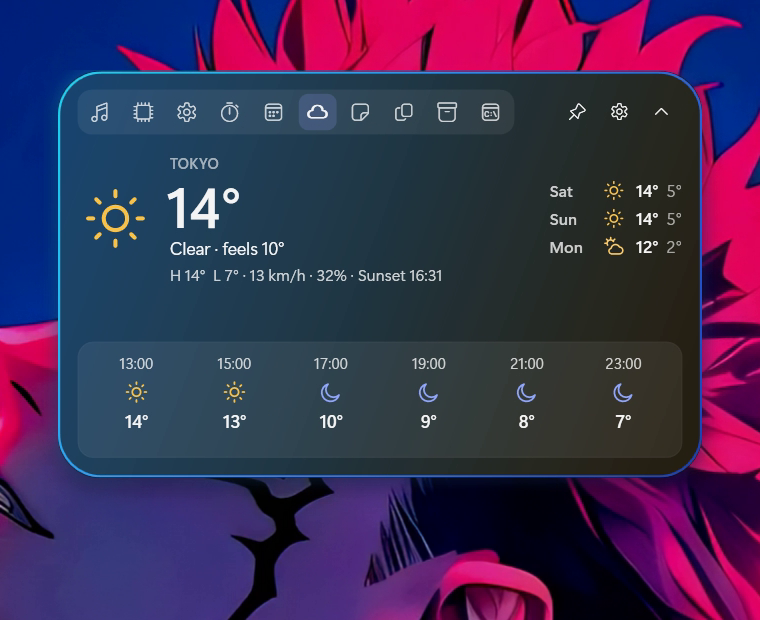 C:\
TOKYO
14°
Clear · feels 10°
H 14° L 7° · 13 km/h · 32% · Sunset 16:31
Sat 14° 5°
Sun 14° 5°
Mon 12° 2°
13:00 15:00 17:00 19:00 21:00 23:00
14° 13° 10° 9° 8° 7°